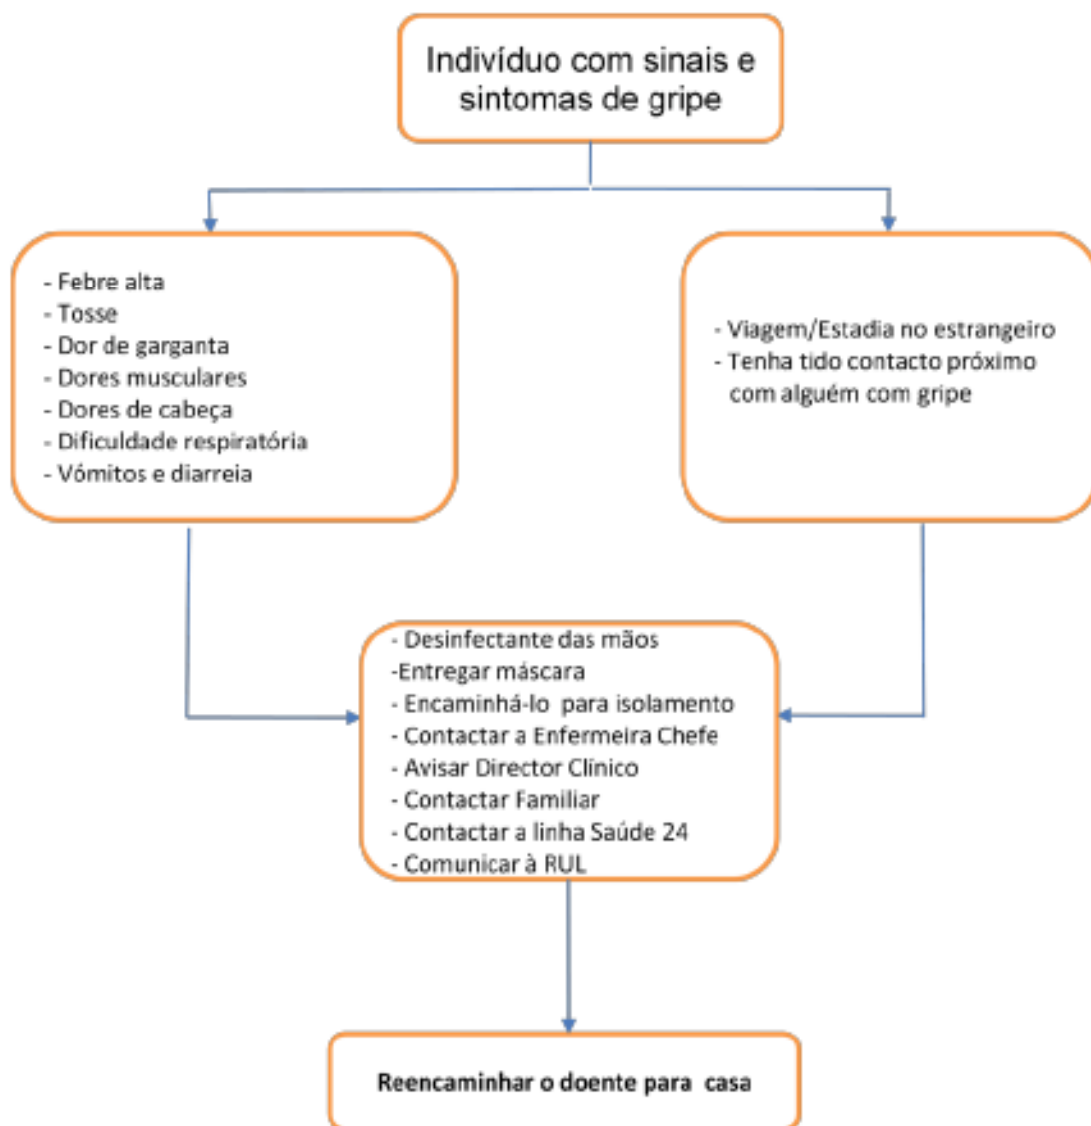 Indivíduo com sinais e
sintomas de gripe
- Febre alta
- Tosse
- Dor de garganta
- Dores musculares
- Dores de cabeça
- Dificuldade respiratória
- Vómitos e diarreia
- Viagem/Estadia no estrangeiro
- Tenha tido contacto próximo
com alguém com gripe
- Desinfectante das mãos
-Entregar máscara
- Encaminhá-lo para isolamento
- Contactar a Enfermeira Chefe
- Avisar Director Clínico
- Contactar Familiar
- Contactar a linha Saúde 24
- Comunicar à RUL
Reencaminhar o doente para casa